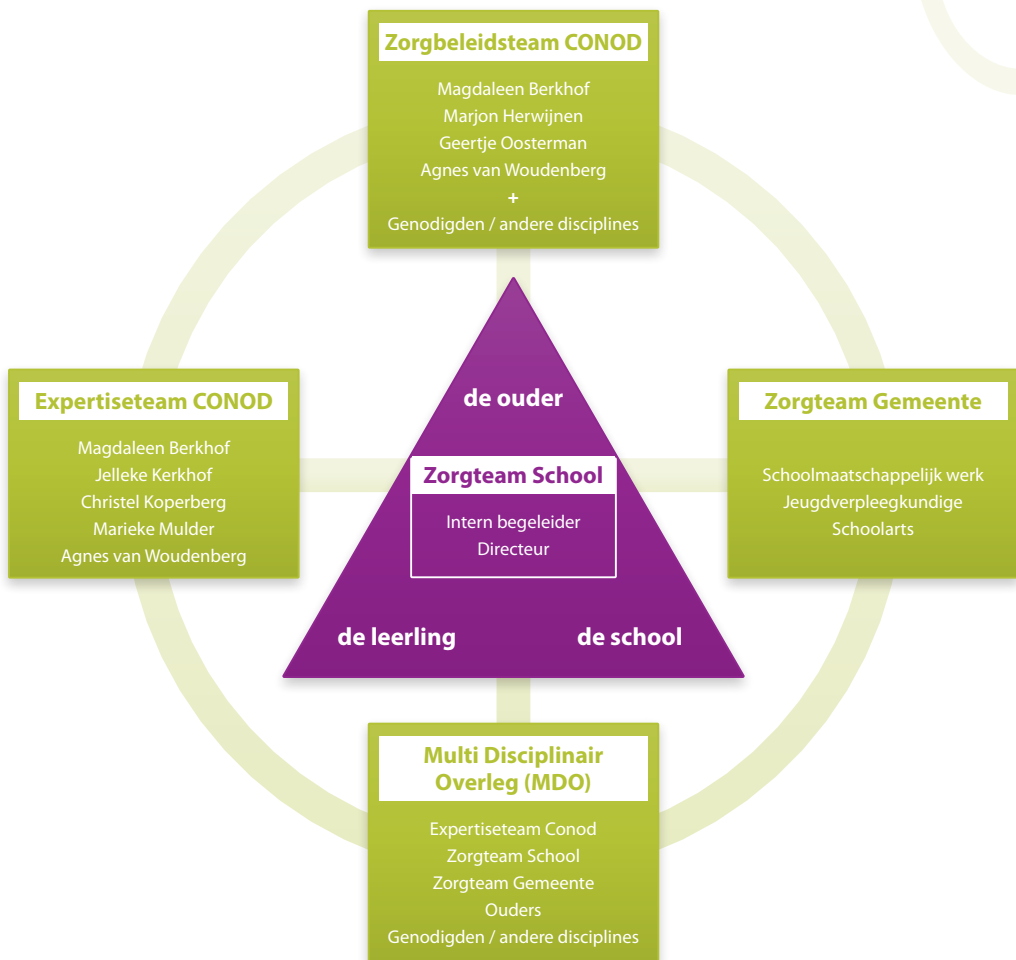 Zorgbeleidsteam CONOD
Magdaleen Berkhof
Marjon Herwijnen
Geertje Oosterman
Agnes van Woudenberg
+
Genodigden / andere disciplines
Expertiseteam CONOD
Magdaleen Berkhof
Jelleke Kerkhof
Christel Koperberg
Marieke Mulder
Agnes van Woudenberg
de ouder
Zorgteam School
Intern begeleider
Directeur
de leerling
de school
Zorgteam Gemeente
Schoolmaatschappelijk werk
Jeugdverpleegkundige
Schoolarts
Multi Disciplinair
Overleg (MDO)
Expertiseteam Conod
Zorgteam School
Zorgteam Gemeente
Ouders
Genodigden / andere disciplines